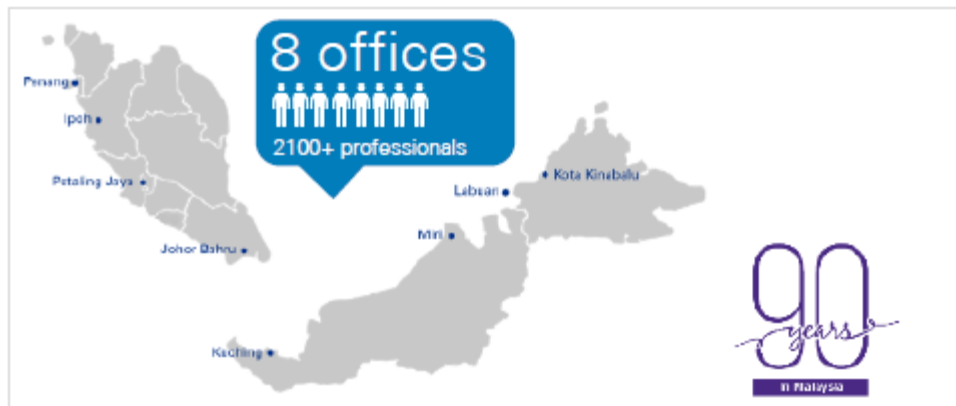 8 offices
2100+ professionals
Penang
Ipoh
Petaling Jaya
Johor Bahru
Kota Kinabalu
Labuan
Miri
Kuching
90
years
in Malaysia